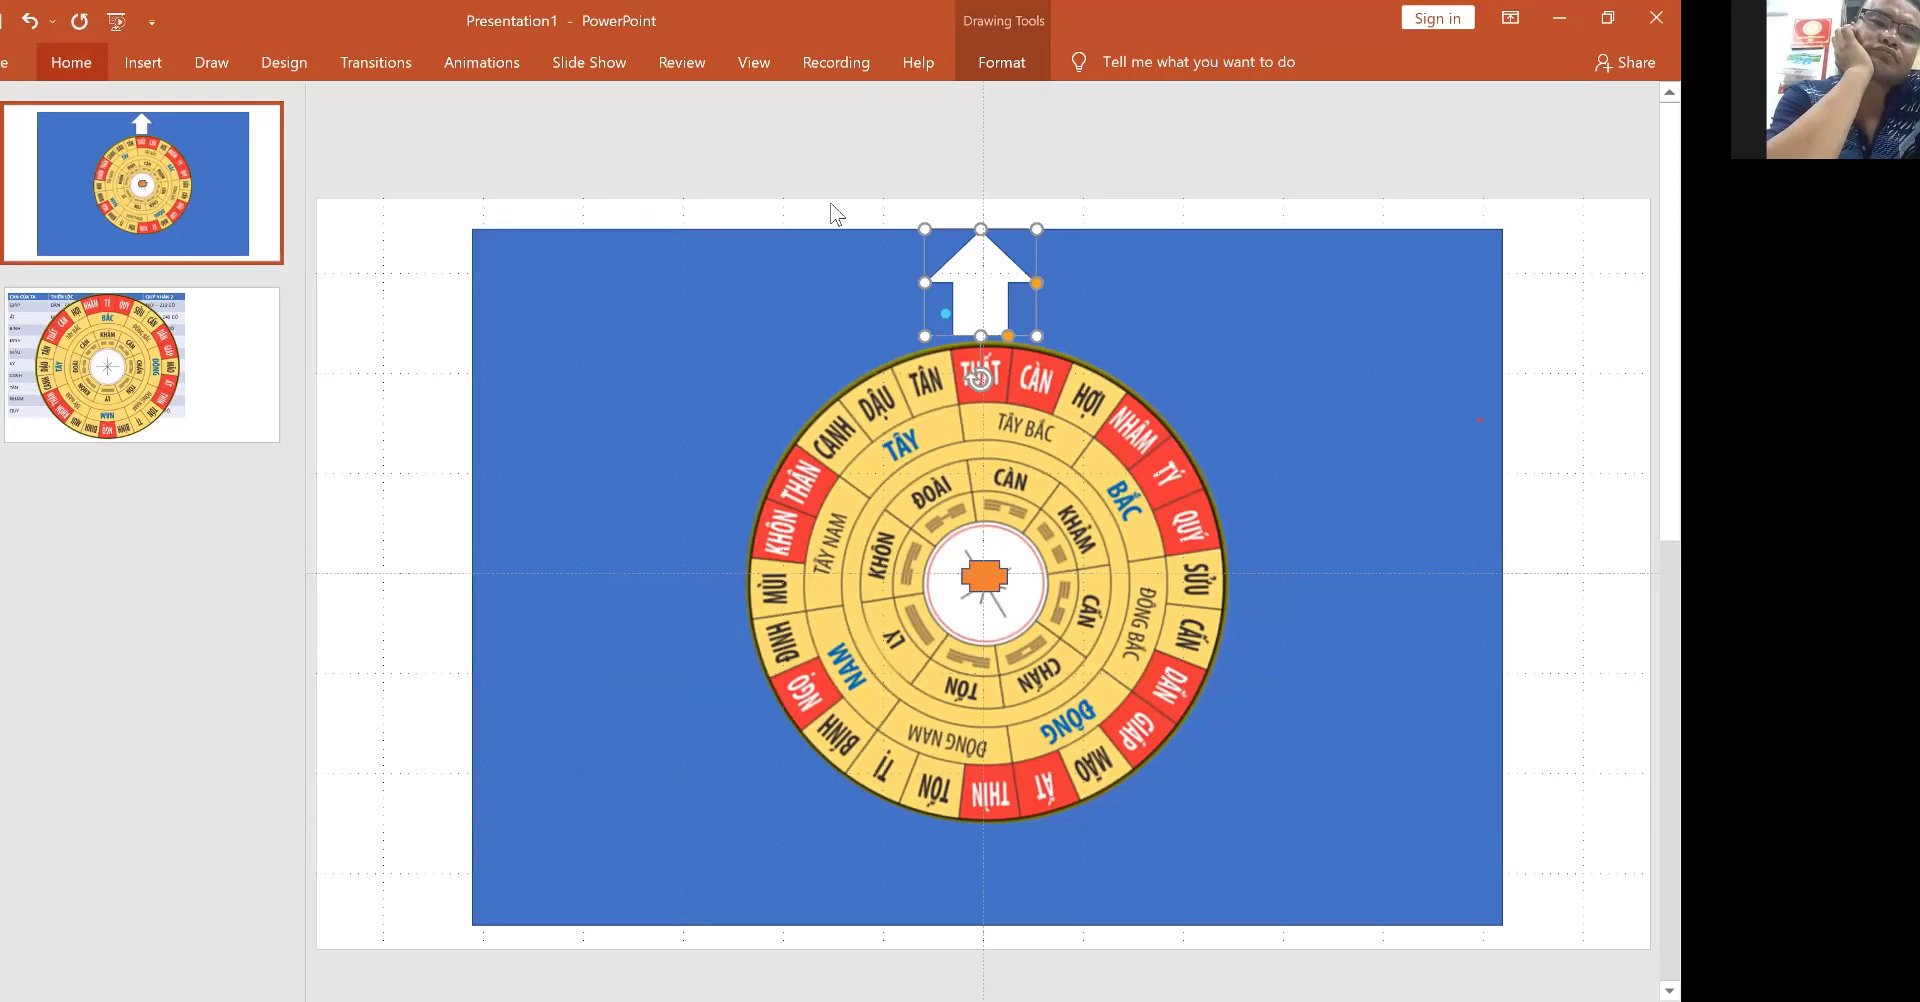 Presentation1 - PowerPoint
Drawing Tools
Sign in
e Home Insert Draw Design Transitions Animations Slide Show Review View Recording Help Format Tell me what you want to do Share
TUẤT
CÀN
HỢI
NHÂM
TÝ
QUÝ
SỬU
CẤN
DẦN
GIÁP
MÃO
ẤT
THÌN
TỐN
TỊ
BÍNH
NGỌ
ĐINH
MÙI
KHÔN
THÂN
CANH
DẬU
TÂN
TÂY BẮC
BẮC
ĐÔNG BẮC
ĐÔNG
ĐÔNG NAM
NAM
TÂY NAM
TÂY
CÀN
KHẢM
CẤN
CHẤN
TỐN
LY
KHÔN
ĐOÀI